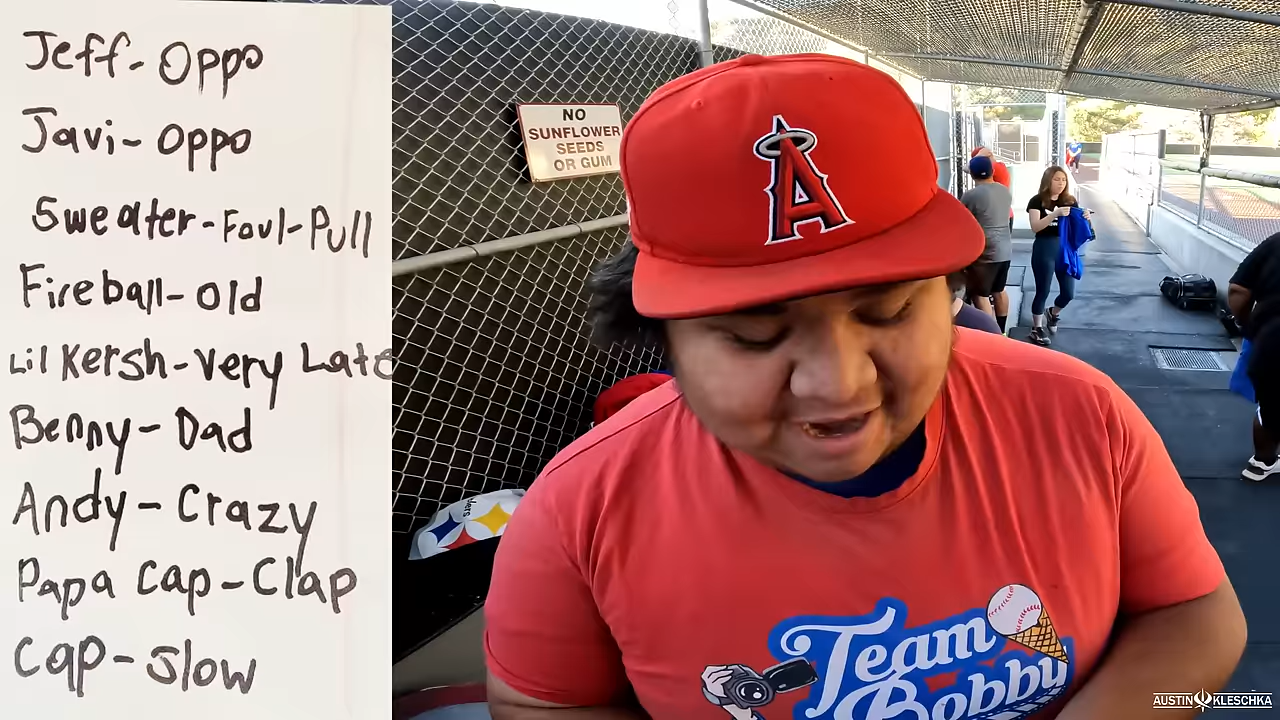 Jeff- Oppo
Javi- Oppo
Sweater-Foul-Pull
Fireball- Old
Lil Kersh-Very Late
Benny- Dad
Andy- Crazy
Papa Cap-Clap
Cap-Slow
NO
SUNFLOWER
SEEDS
OR GUM
A
lers
Team
Bobby
AUSTIN KLESCHKA